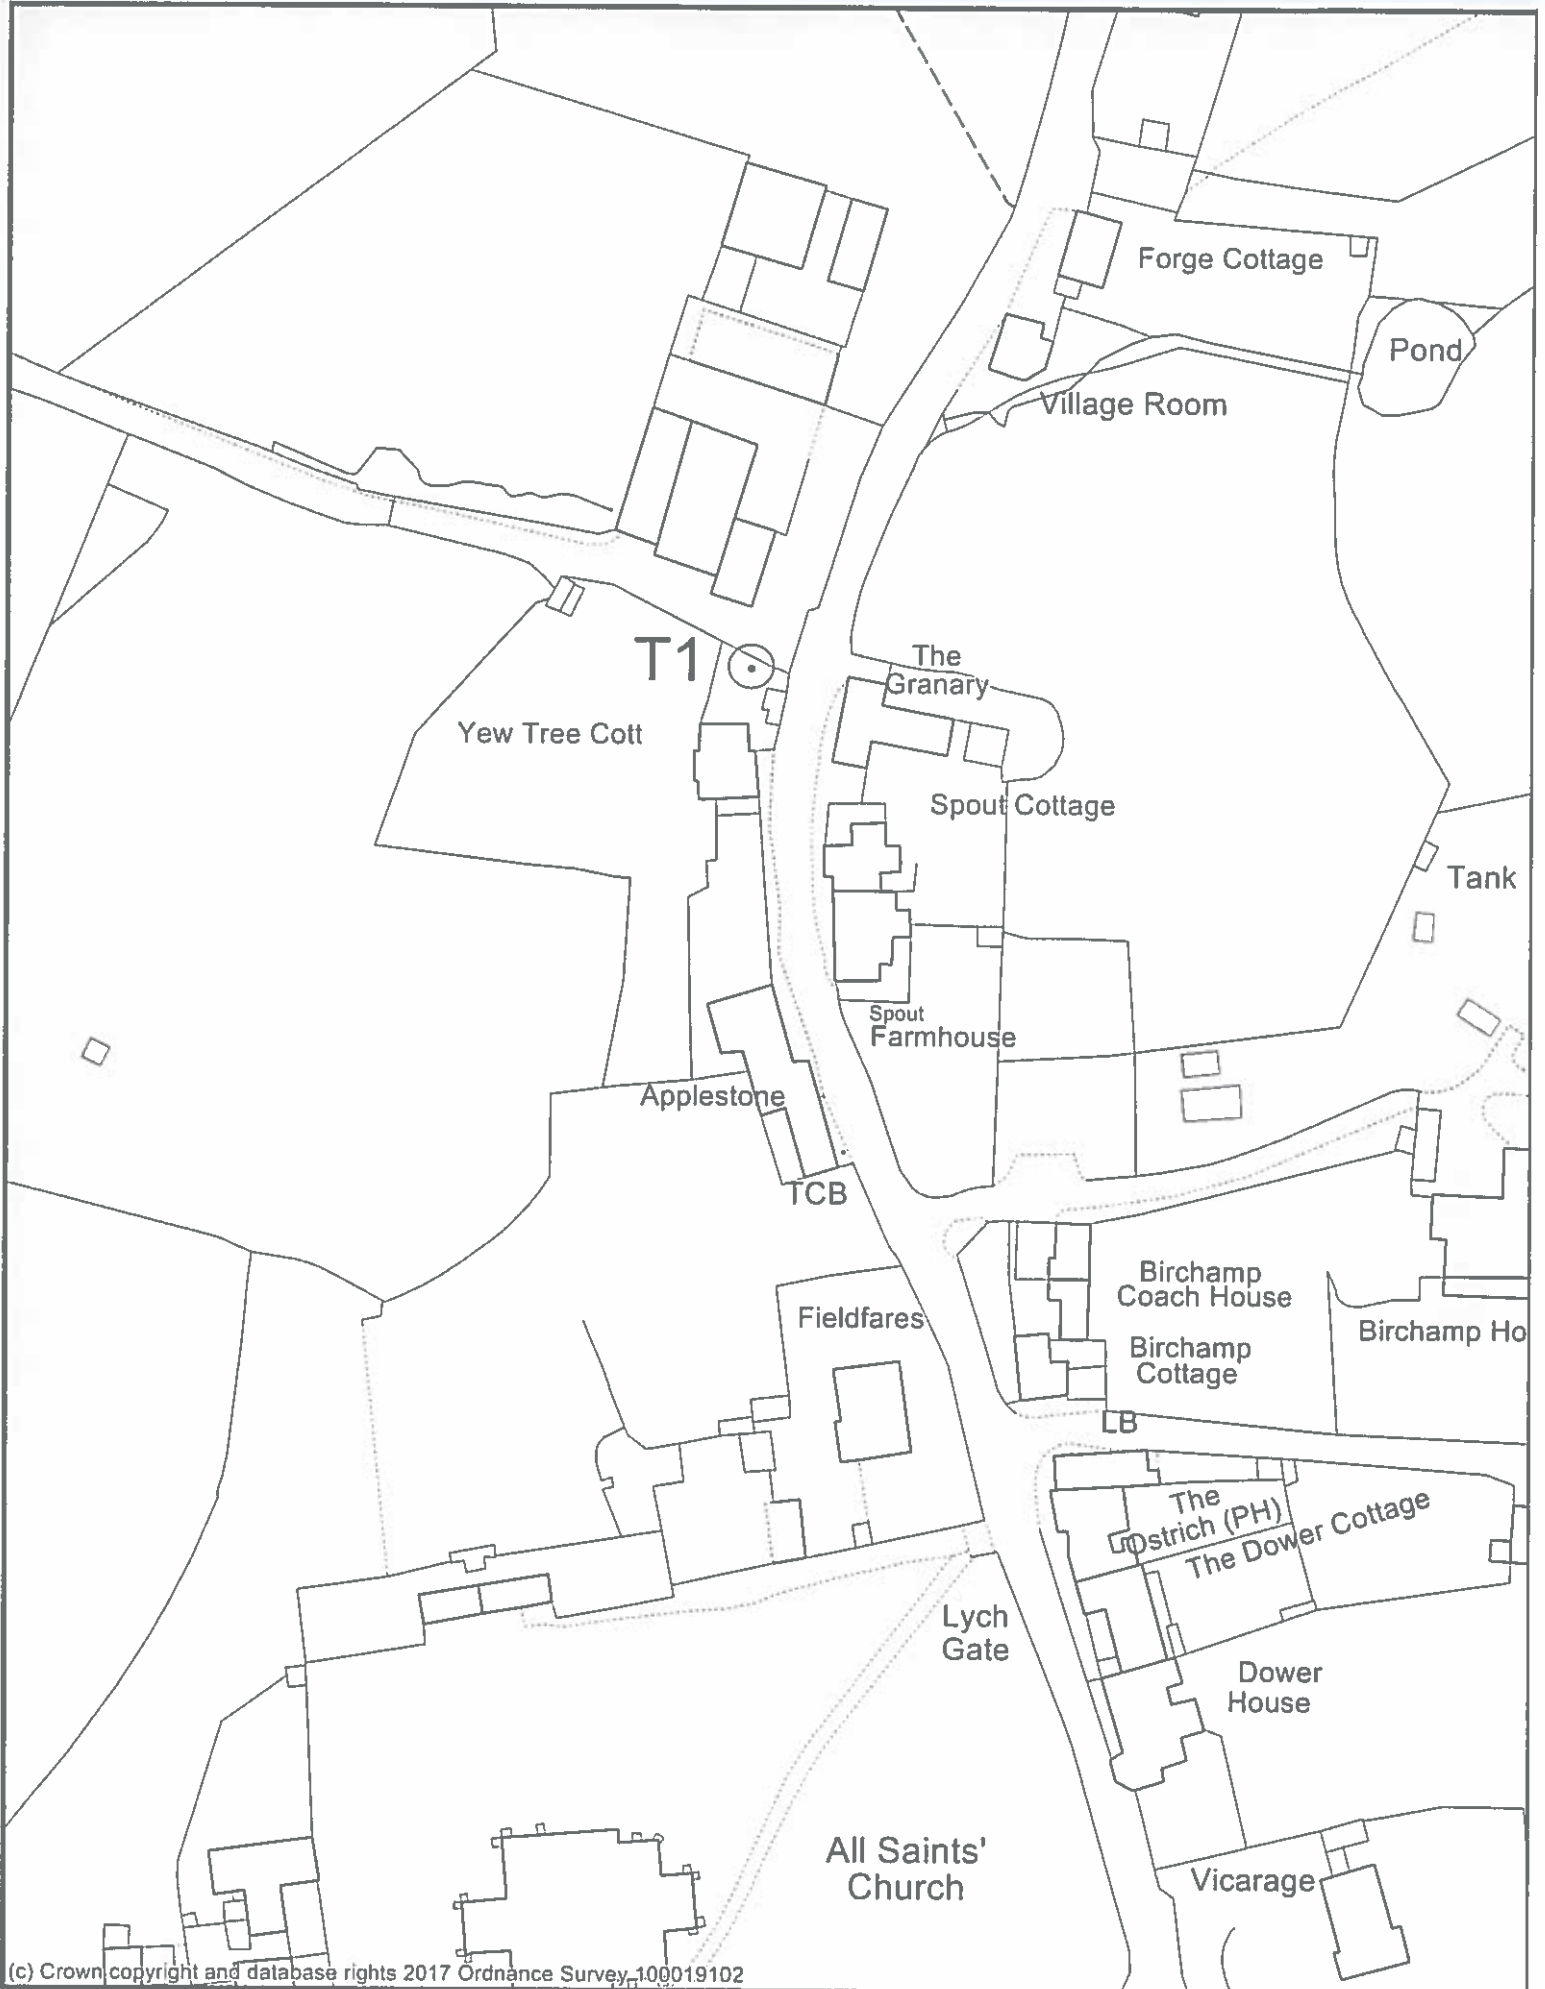 Forge Cottage
Pond
Village Room
T1
The
Granary
Yew Tree Cott
Spout Cottage
Tank
Spout
Farmhouse
Applestone
TCB
Birchamp
Coach House
Fieldfares
Birchamp Ho
Birchamp
Cottage
LB
The
Ostrich (PH)
The Dower Cottage
Lych
Gate
Dower
House
All Saints'
Church
Vicarage
(c) Crown copyright and database rights 2017 Ordnance Survey 100019102